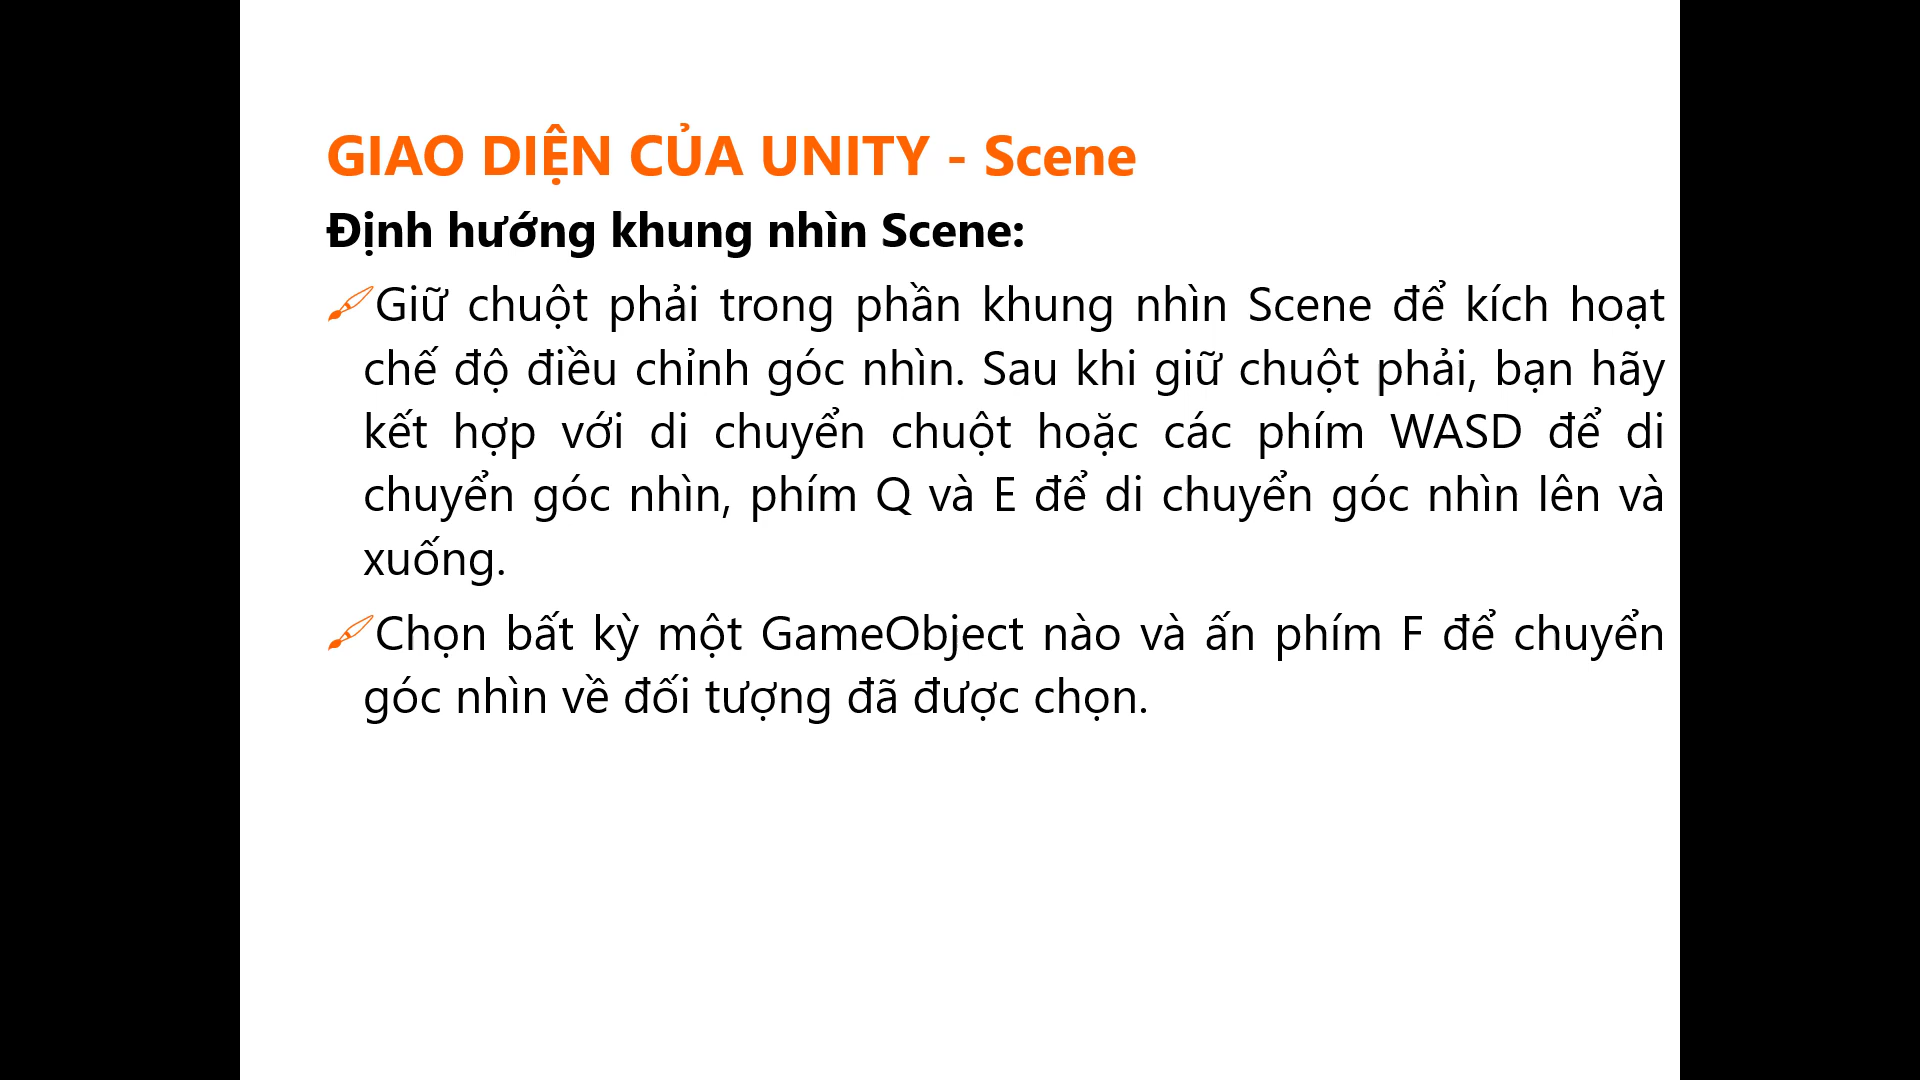 GIAO DIỆN CỦA UNITY - Scene
Định hướng khung nhìn Scene:
Giữ chuột phải trong phần khung nhìn Scene để kích hoạt
chế độ điều chỉnh góc nhìn. Sau khi giữ chuột phải, bạn hãy
kết hợp với di chuyển chuột hoặc các phím WASD để di
chuyển góc nhìn, phím Q và E để di chuyển góc nhìn lên và
xuống.
Chọn bất kỳ một GameObject nào và ấn phím F để chuyển
góc nhìn về đối tượng đã được chọn.